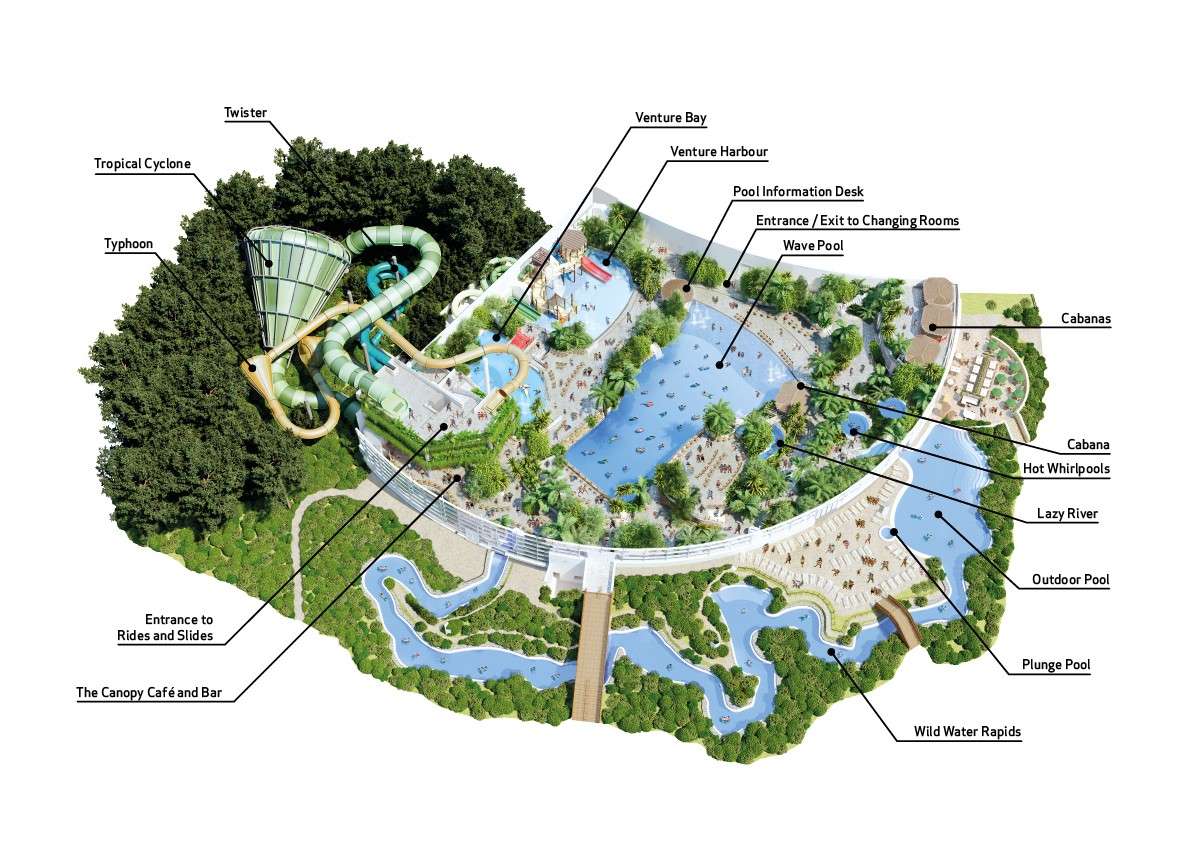 Twister
Venture Bay
Venture Harbour
Tropical Cyclone
Pool Information Desk
Entrance / Exit to Changing Rooms
Typhoon
Wave Pool
Cabanas
Cabana
Hot Whirlpools
Lazy River
Outdoor Pool
Entrance to
Rides and Slides
Plunge Pool
The Canopy Café and Bar
Wild Water Rapids